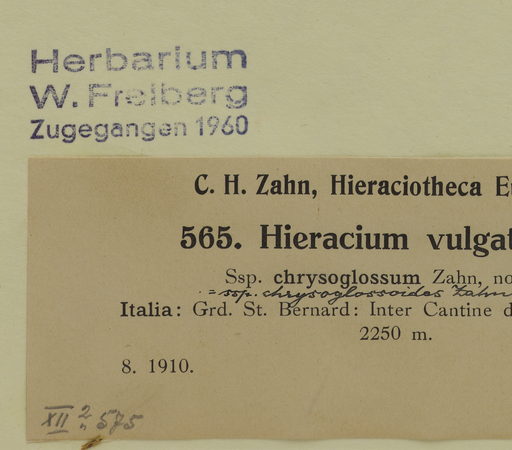 Herbarium
W. Freiberg
Zugegangen 1960
C. H. Zahn, Hieraciotheca Eu
565. Hieracium vulgat
Ssp. chrysoglossum Zahn, no
= ssp. chrysoglossoides Zahn
Italia: Grd. St. Bernard: Inter Cantine d
2250 m.
8. 1910.
XII 2 575